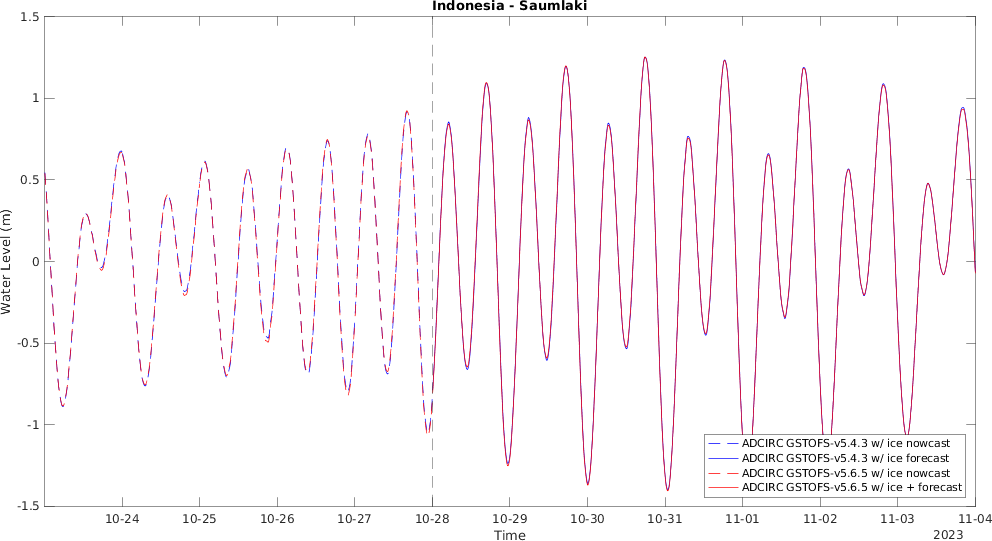 Indonesia - Saumlaki
1.5
1
0.5
0
-0.5
-1
-1.5
Water Level (m)
ADCIRC GSTOFS-v5.4.3 w/ ice nowcast
ADCIRC GSTOFS-v5.4.3 w/ ice forecast
ADCIRC GSTOFS-v5.6.5 w/ ice nowcast
ADCIRC GSTOFS-v5.6.5 w/ ice + forecast
10-24 10-25 10-26 10-27 10-28 10-29 10-30 10-31 11-01 11-02 11-03 11-04
Time
2023